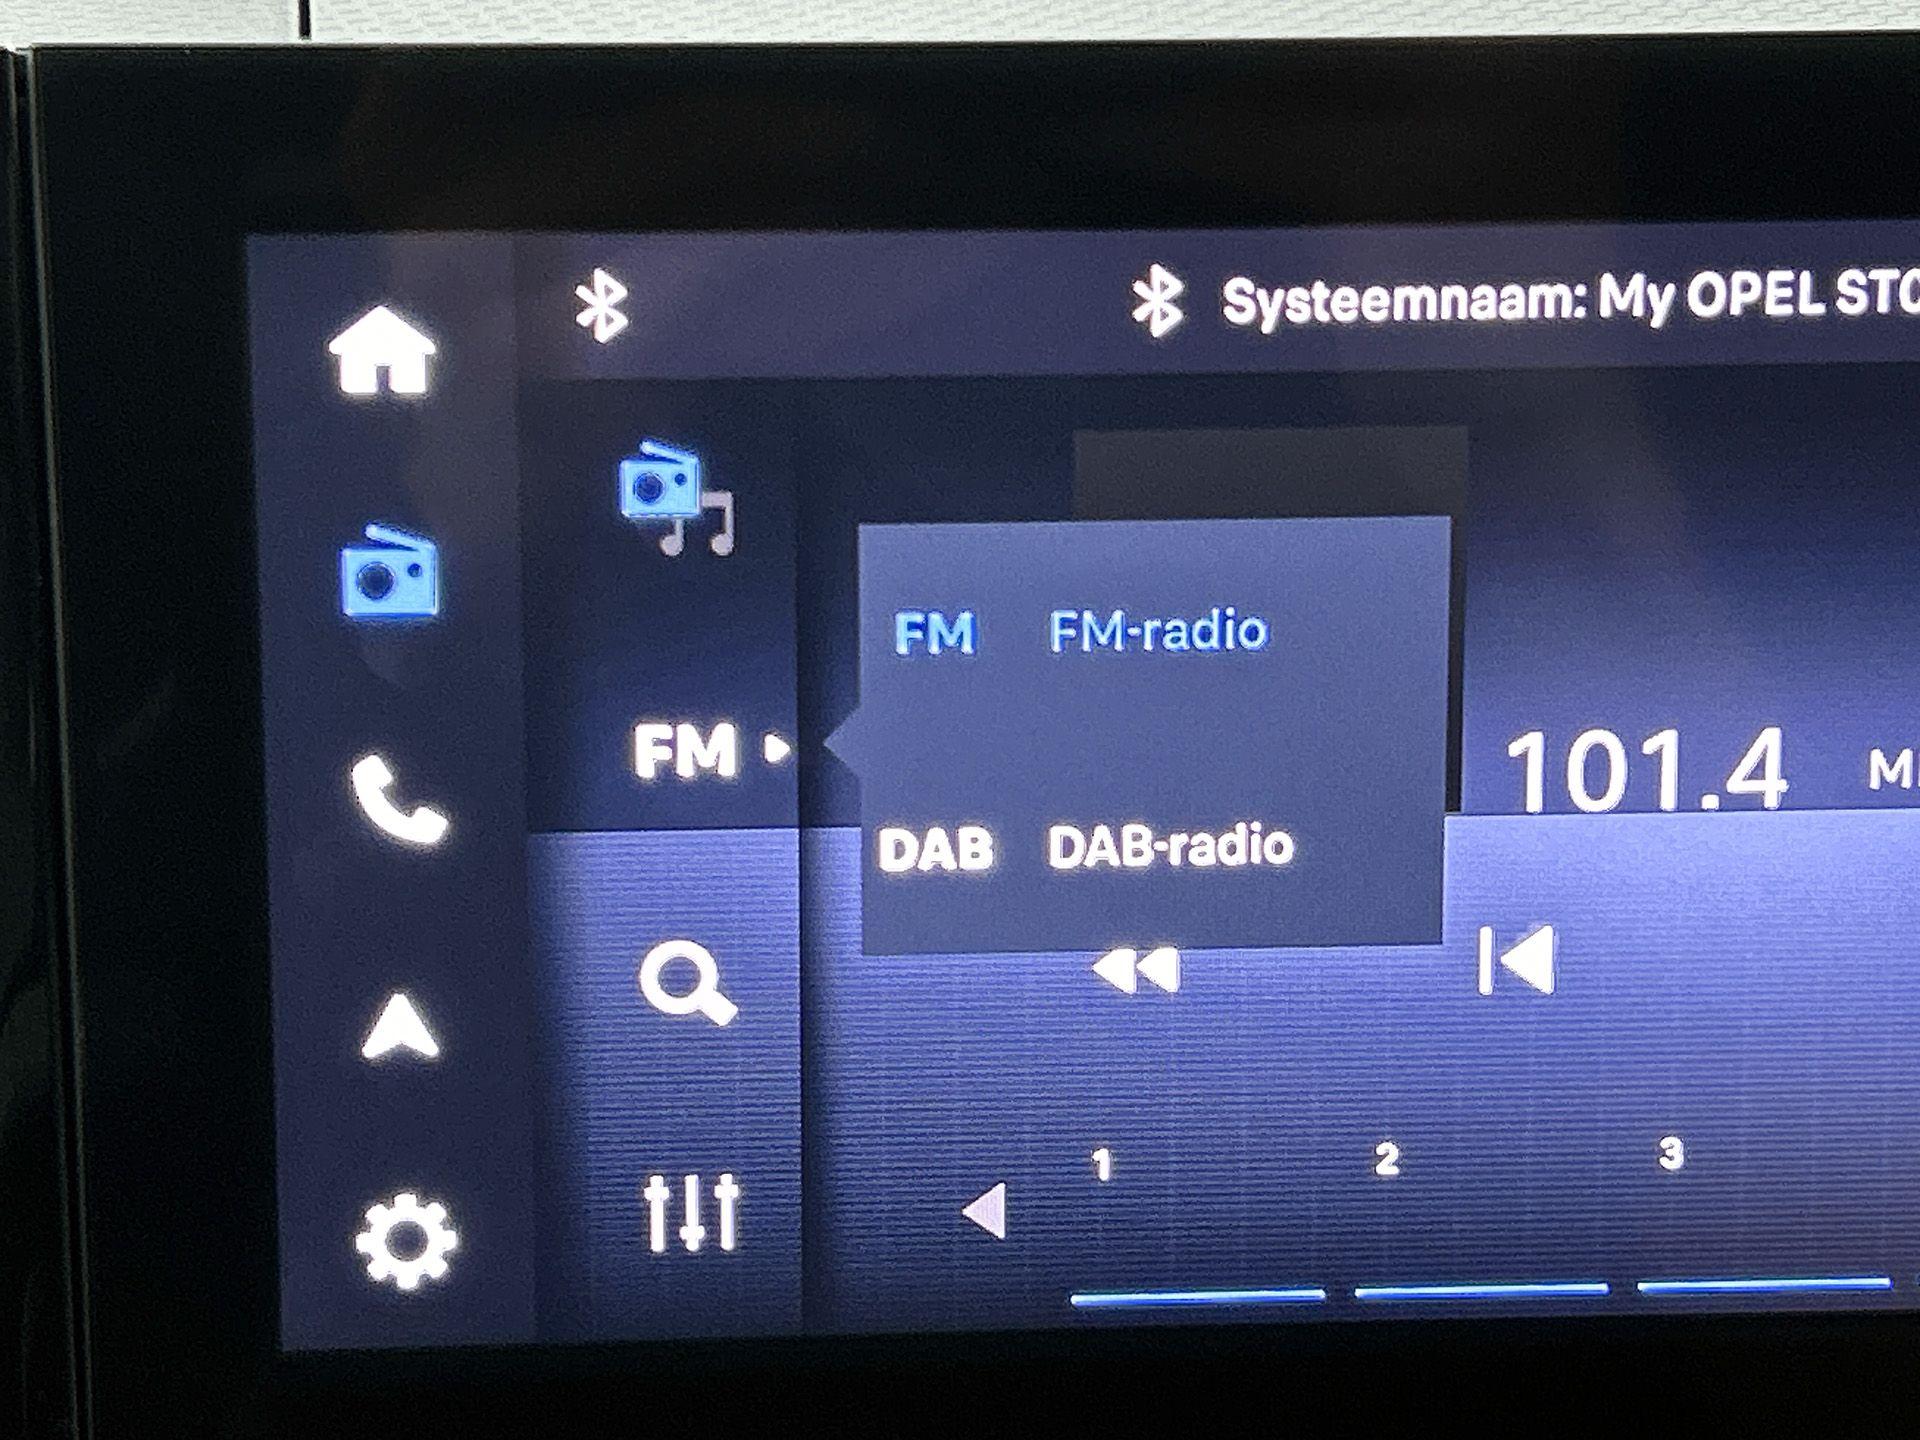 Systeemnaam: My OPEL
FM FM-radio
FM
101.4
DAB DAB-radio
1 2 3